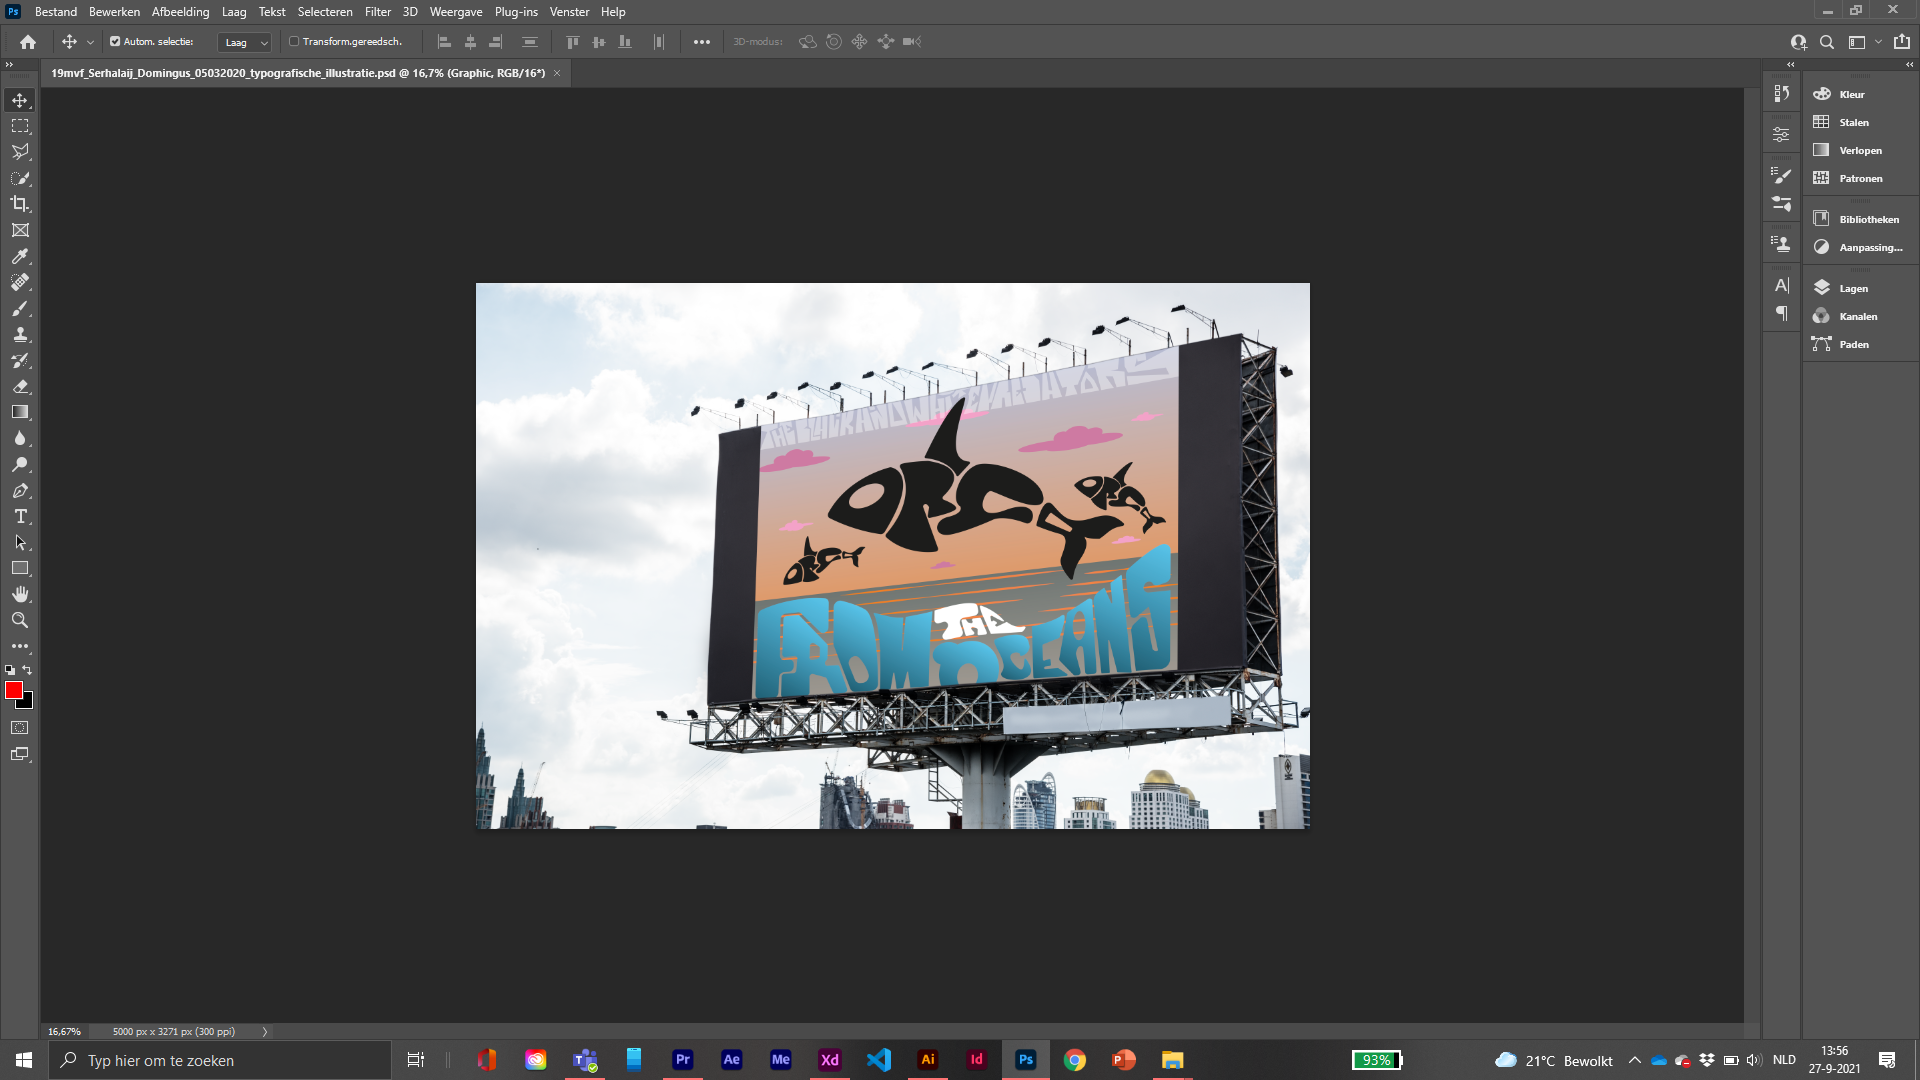 Ps Bestand Bewerken Afbeelding Laag Tekst Selecteren Filter 3D Weergave Plug-ins Venster Help
Autom. selectie: Laag Transform.gereedsch. 3D-modus:
19mvf_Serhalaij_Domingus_05032020_typografische_illustratie.psd @ 16,7% (Graphic, RGB/16*) ×
Kleur
Stalen
Verlopen
Patronen
Bibliotheken
Aanpassing...
Lagen
Kanalen
Paden
ORCA
ORCA
ORCA
FROM THE OCEANS
16,67% 5000 px x 3271 px (300 ppi)
Typ hier om te zoeken
Pr Ae Me Xd Ai Id Ps
93%
21°C Bewolkt
NLD
13:56
27-9-2021